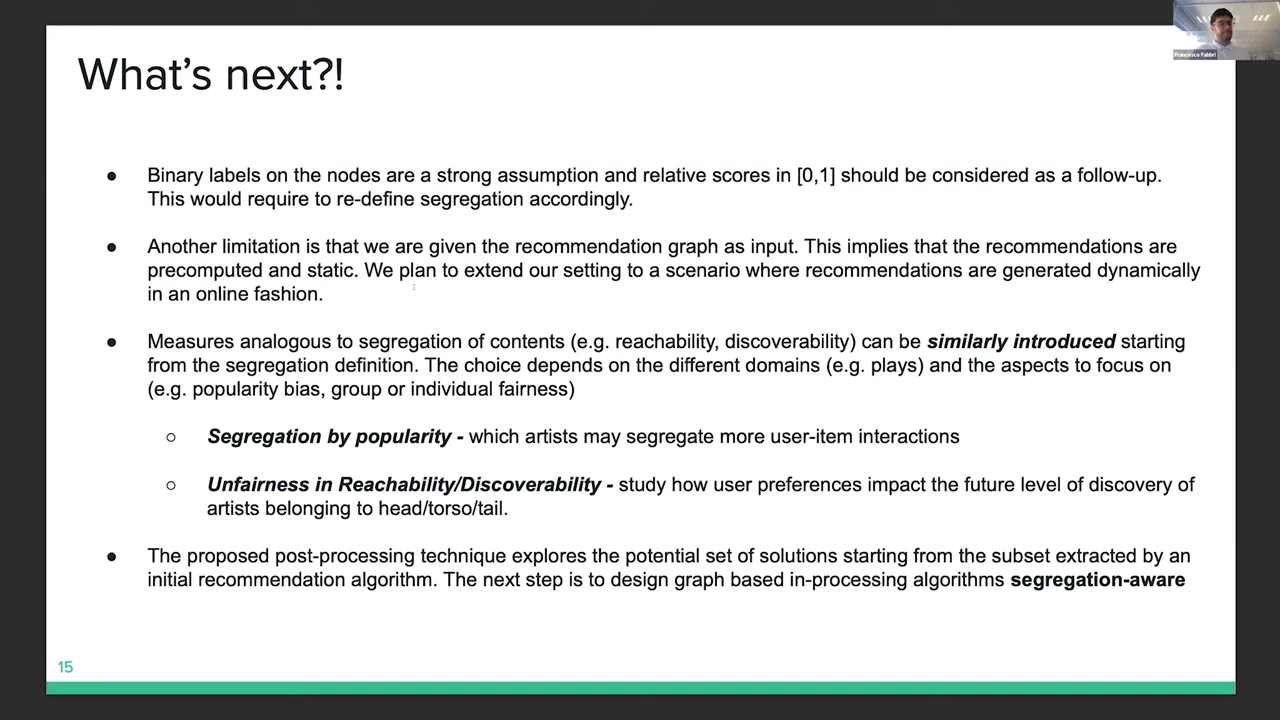 Francesco Fabbri
What's next?!
● Binary labels on the nodes are a strong assumption and relative scores in [0,1] should be considered as a follow-up.
This would require to re-define segregation accordingly.
● Another limitation is that we are given the recommendation graph as input. This implies that the recommendations are
precomputed and static. We plan to extend our setting to a scenario where recommendations are generated dynamically
in an online fashion.
● Measures analogous to segregation of contents (e.g. reachability, discoverability) can be similarly introduced starting
from the segregation definition. The choice depends on the different domains (e.g. plays) and the aspects to focus on
(e.g. popularity bias, group or individual fairness)
○ Segregation by popularity - which artists may segregate more user-item interactions
○ Unfairness in Reachability/Discoverability - study how user preferences impact the future level of discovery of
artists belonging to head/torso/tail.
● The proposed post-processing technique explores the potential set of solutions starting from the subset extracted by an
initial recommendation algorithm. The next step is to design graph based in-processing algorithms segregation-aware
15